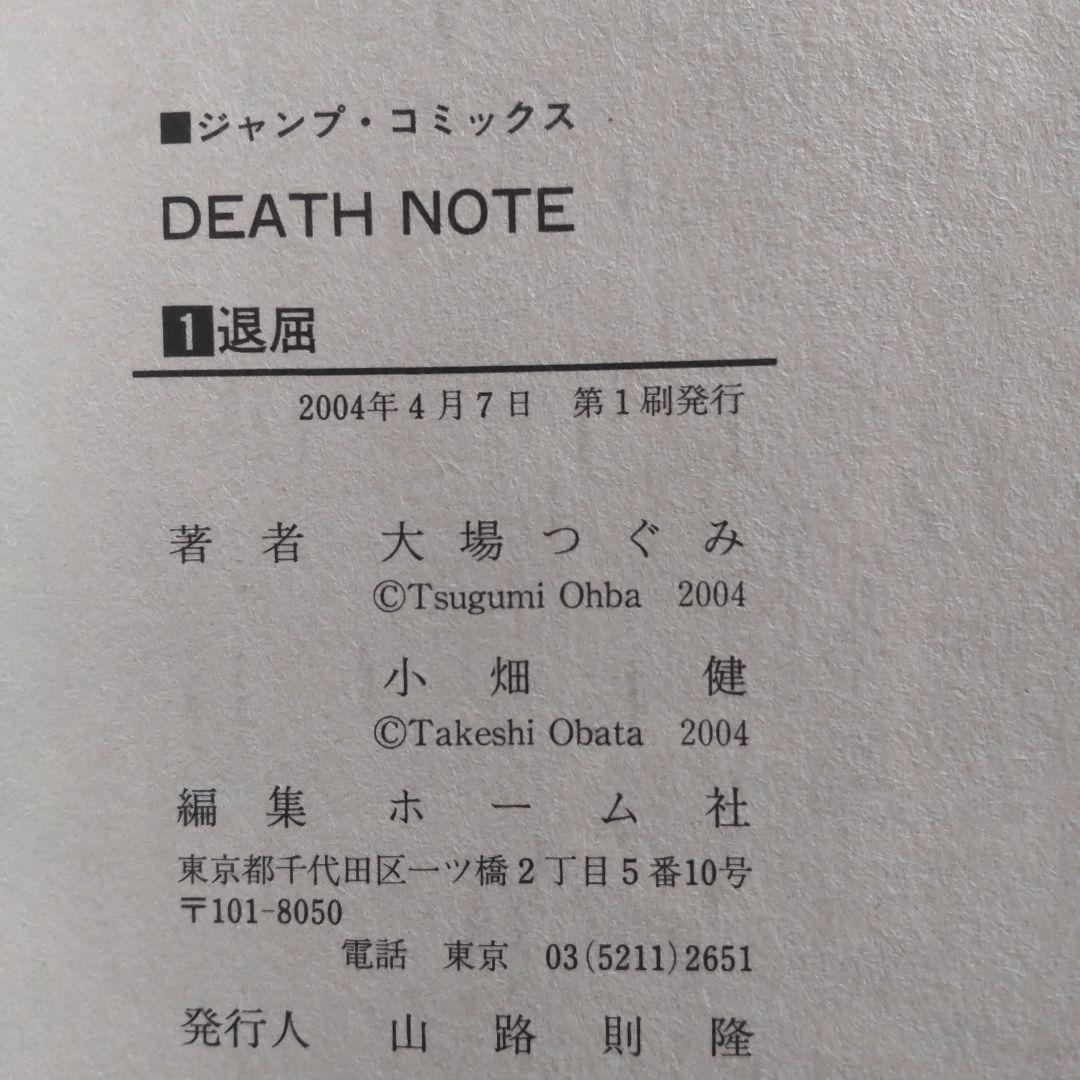 ■ジャンプ・コミックス
DEATH NOTE
1退屈
2004年4月7日　第1刷発行
著　者　大場つぐみ
©Tsugumi Ohba　2004
小畑　健
©Takeshi Obata　2004
編　集　ホーム社
東京都千代田区一ツ橋2丁目5番10号
〒101-8050
電話　東京　03(5211)2651
発行人　山路則隆